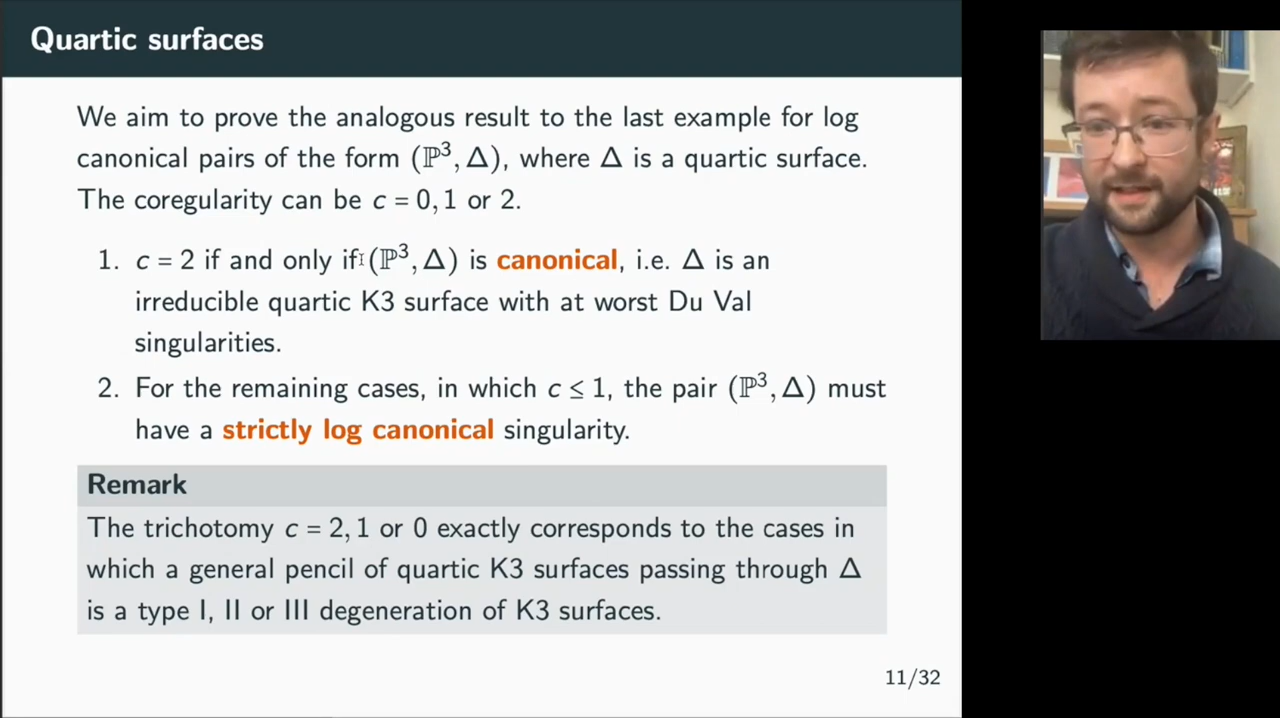 Quartic surfaces
We aim to prove the analogous result to the last example for log
canonical pairs of the form (ℙ³, Δ), where Δ is a quartic surface.
The coregularity can be c = 0, 1 or 2.
1. c = 2 if and only if (ℙ³, Δ) is canonical, i.e. Δ is an
irreducible quartic K3 surface with at worst Du Val
singularities.
2. For the remaining cases, in which c ≤ 1, the pair (ℙ³, Δ) must
have a strictly log canonical singularity.
Remark
The trichotomy c = 2, 1 or 0 exactly corresponds to the cases in
which a general pencil of quartic K3 surfaces passing through Δ
is a type I, II or III degeneration of K3 surfaces.
11/32